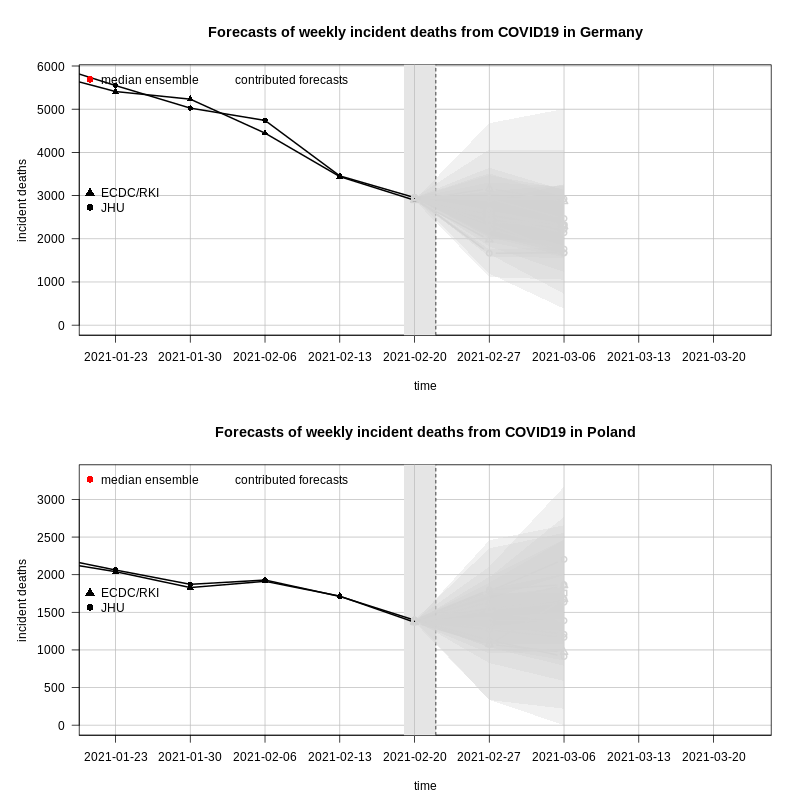 Forecasts of weekly incident deaths from COVID19 in Germany
6000
5000
4000
3000
2000
1000
0
incident deaths
median ensemble contributed forecasts
ECDC/RKI
JHU
2021-01-23 2021-01-30 2021-02-06 2021-02-13 2021-02-20 2021-02-27 2021-03-06 2021-03-13 2021-03-20
time
Forecasts of weekly incident deaths from COVID19 in Poland
3000
2500
2000
1500
1000
500
0
incident deaths
median ensemble contributed forecasts
ECDC/RKI
JHU
2021-01-23 2021-01-30 2021-02-06 2021-02-13 2021-02-20 2021-02-27 2021-03-06 2021-03-13 2021-03-20
time